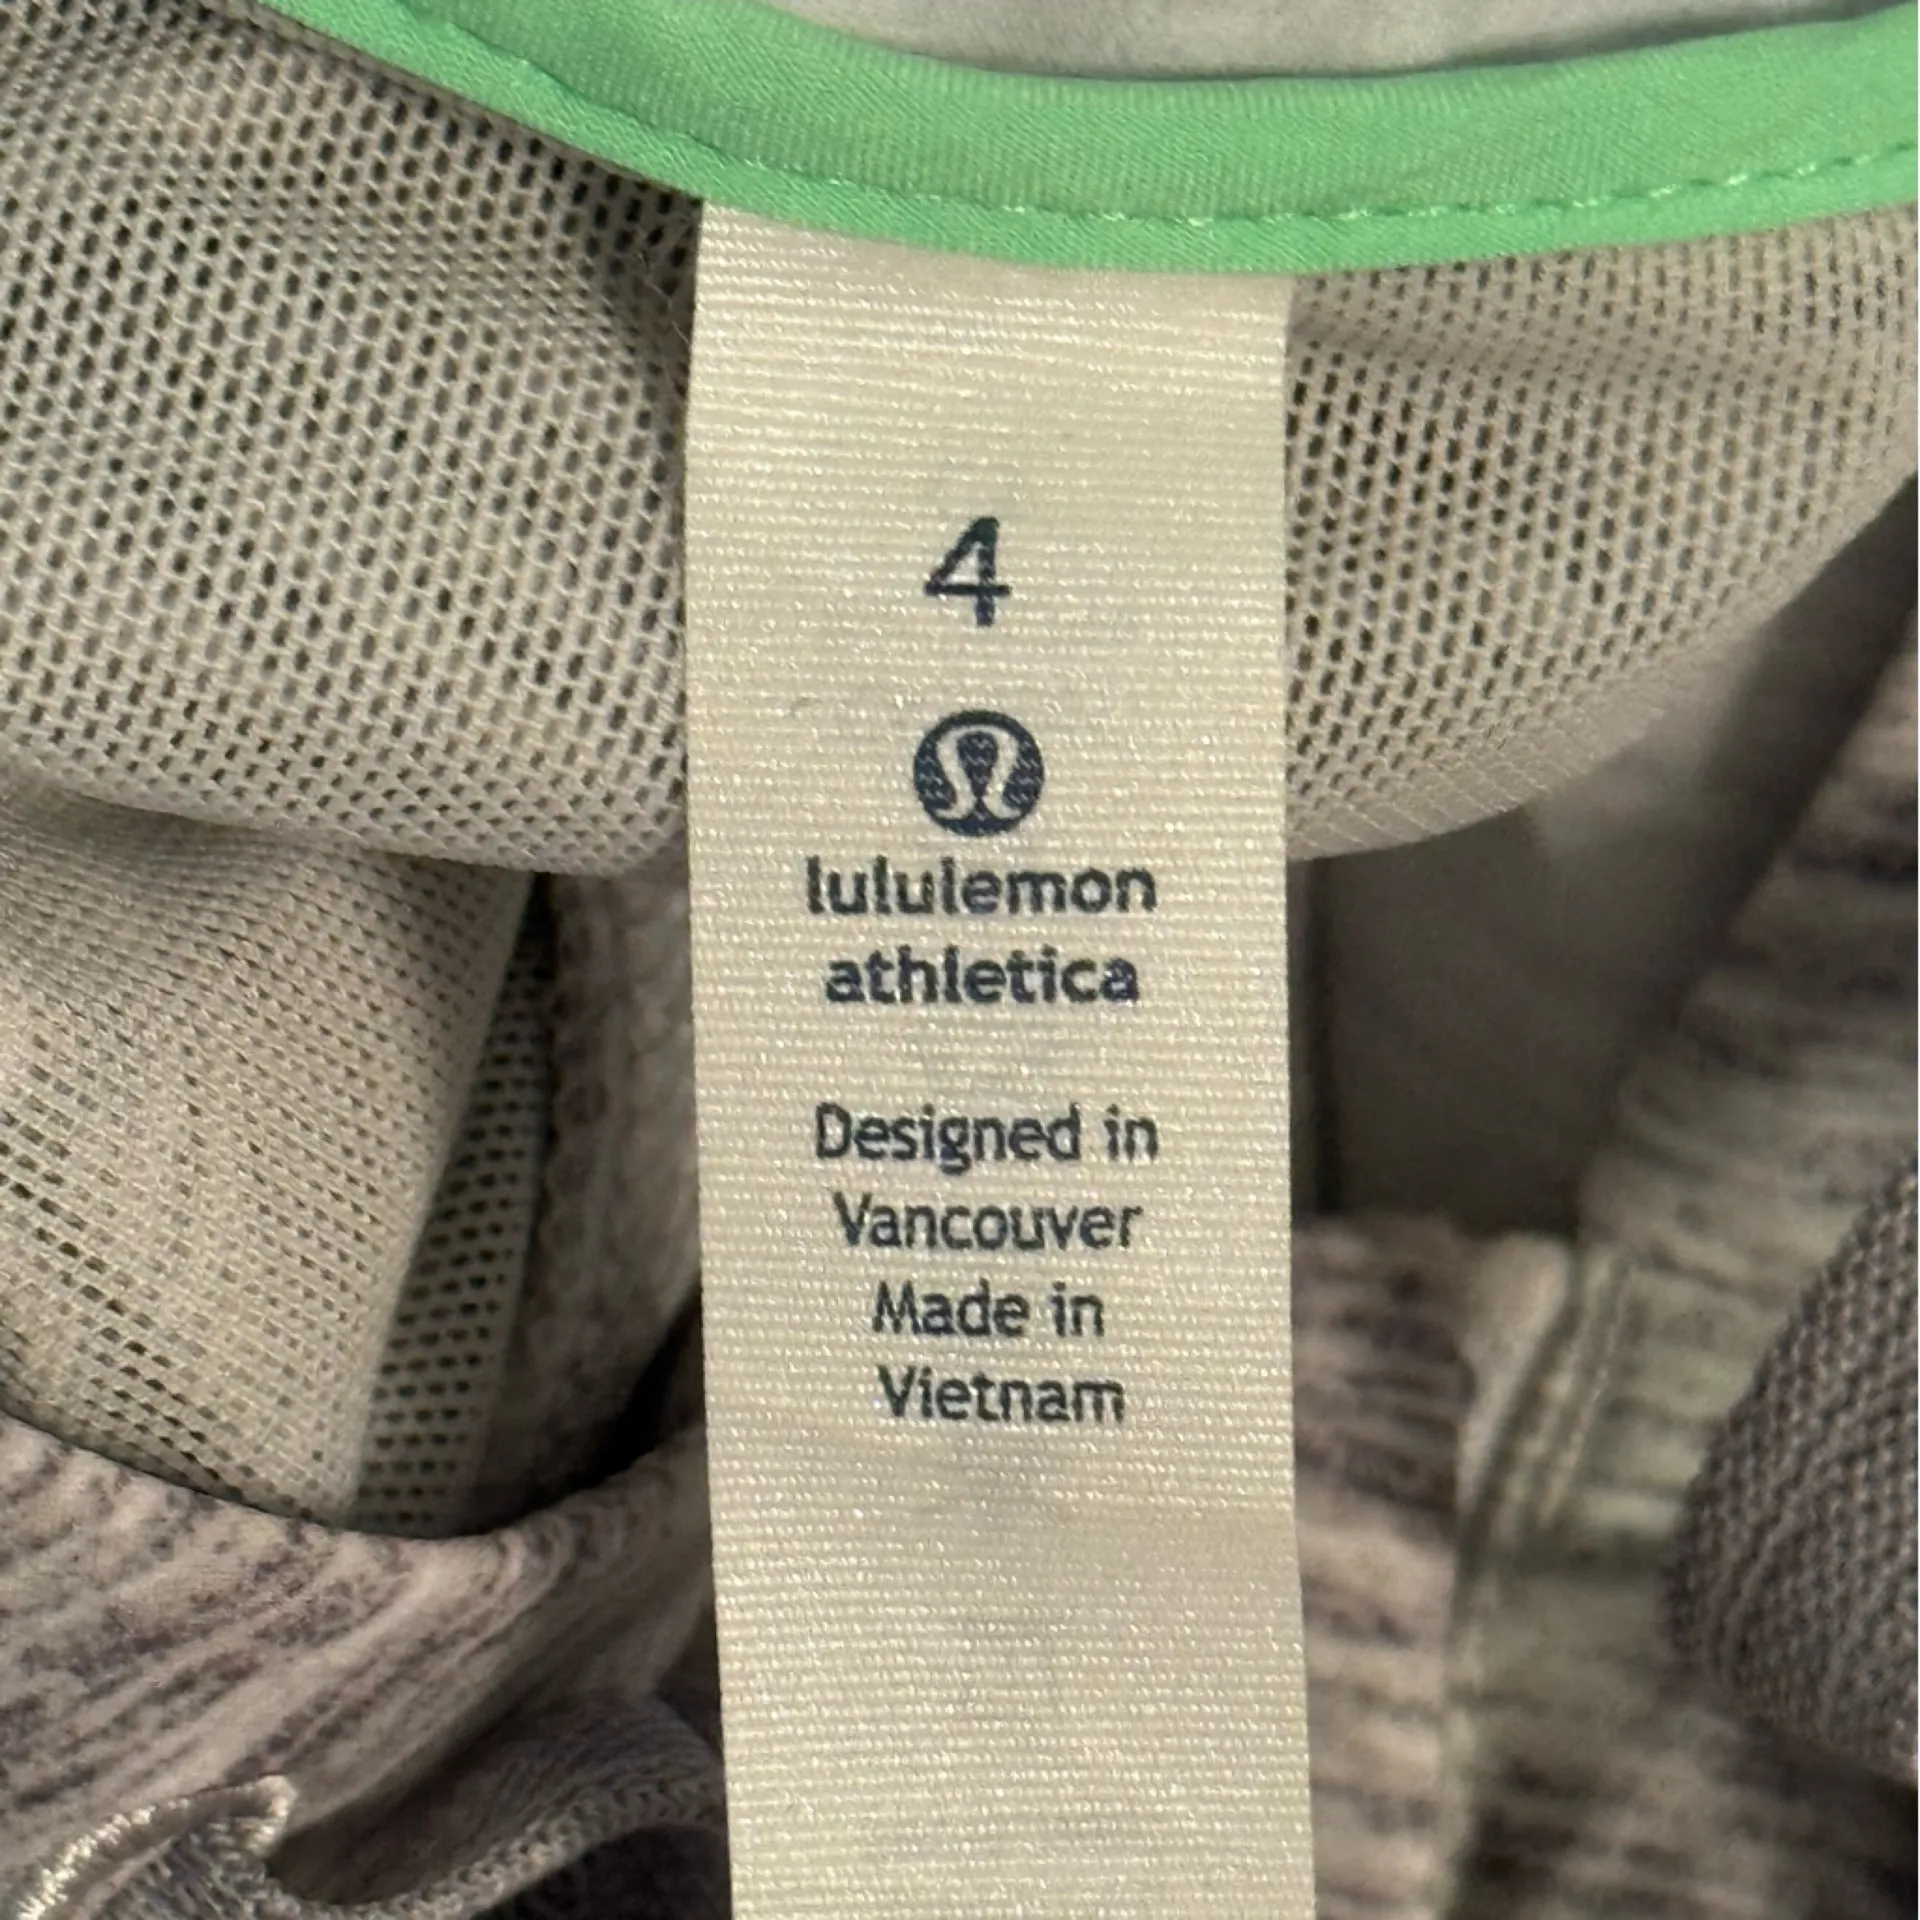 4
lululemon
athletica
Designed in
Vancouver
Made in
Vietnam